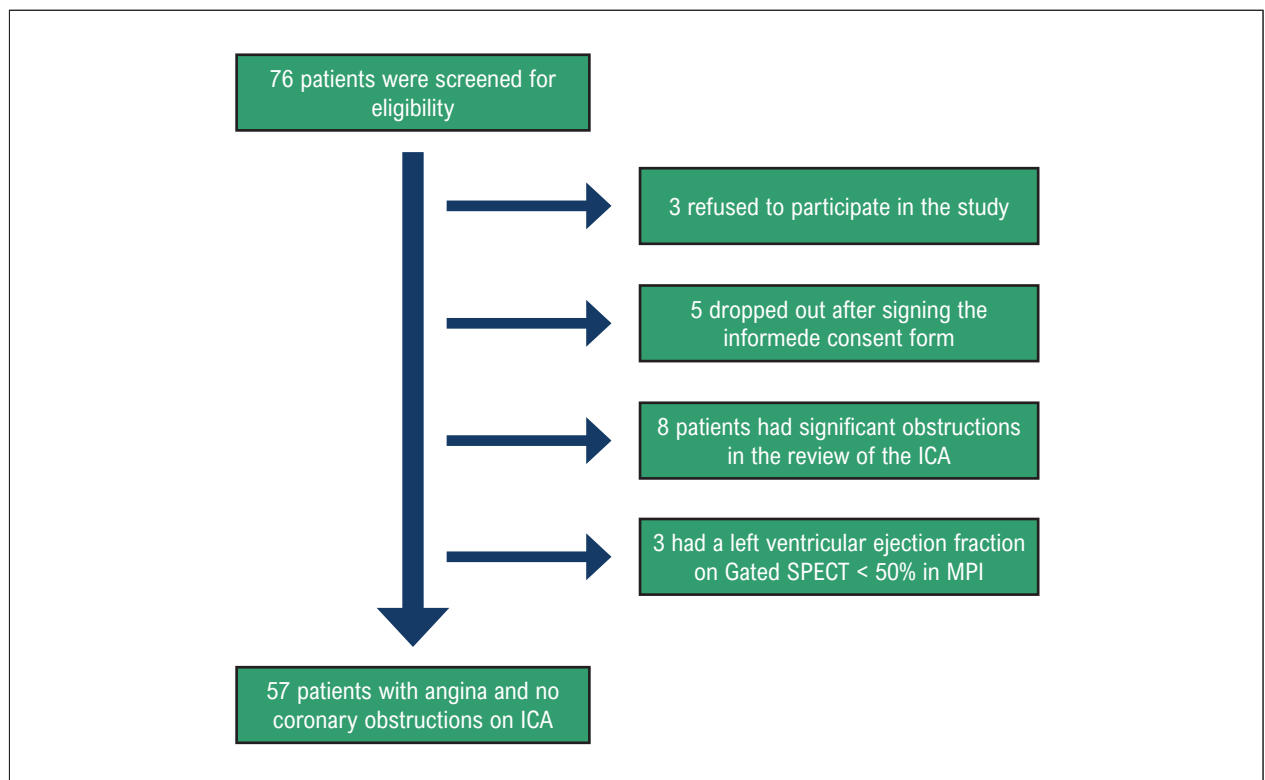 76 patients were screened for
eligibility
3 refused to participate in the study
5 dropped out after signing the
informede consent form
8 patients had significant obstructions
in the review of the ICA
3 had a left ventricular ejection fraction
on Gated SPECT < 50% in MPI
57 patients with angina and no
coronary obstructions on ICA